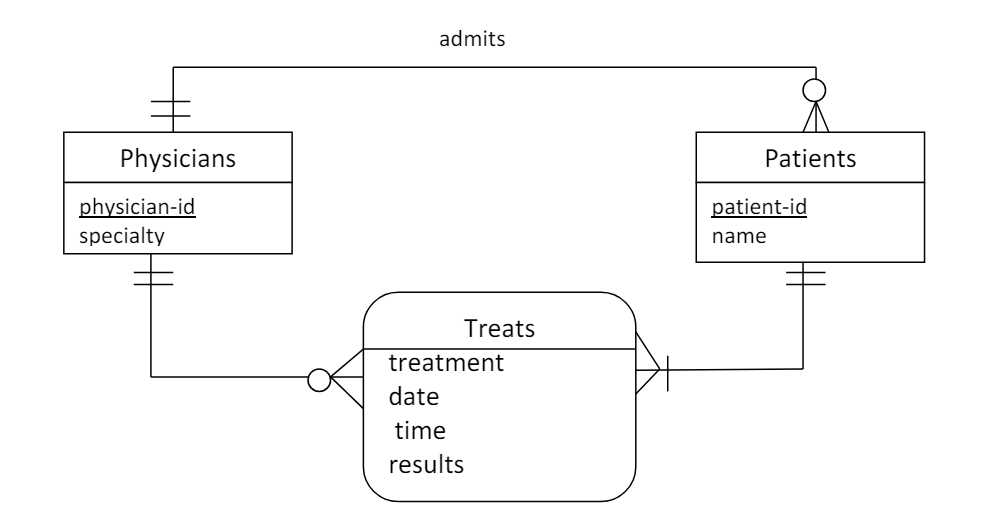 admits
Physicians
physician-id
specialty
Patients
patient-id
name
Treats
treatment
date
time
results